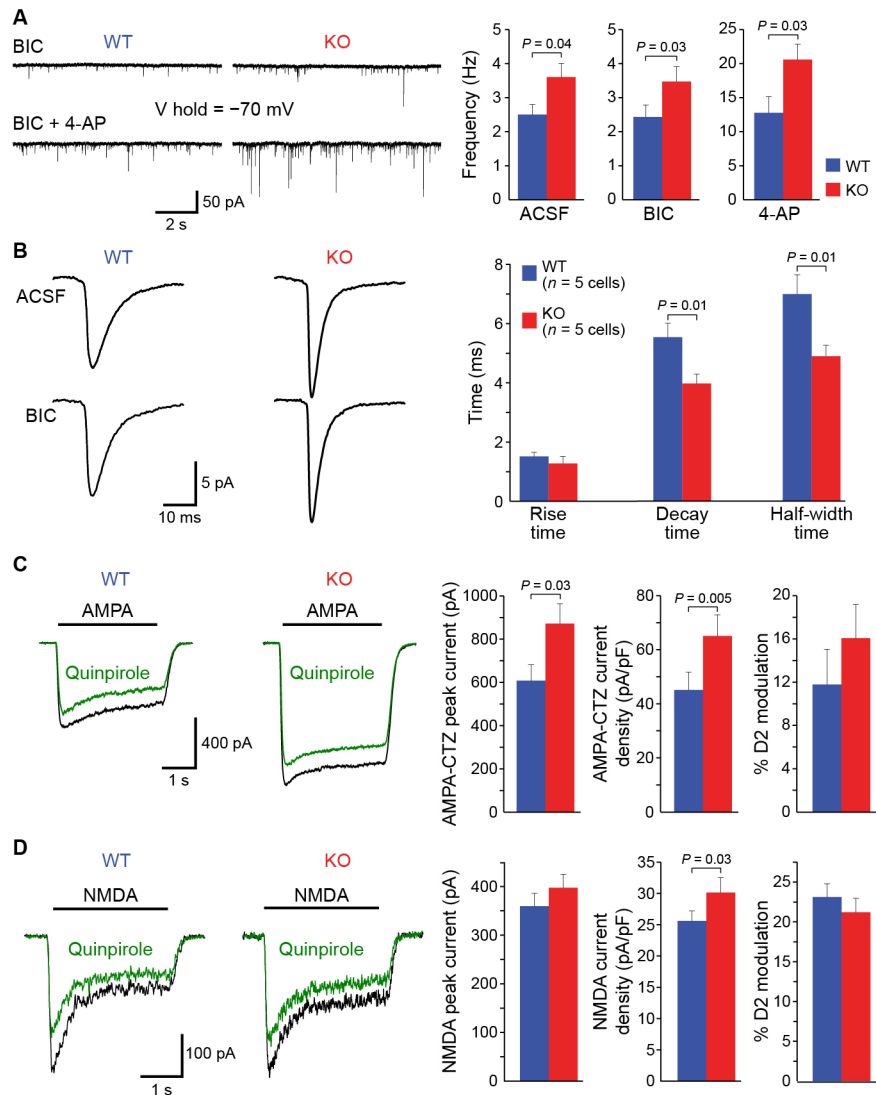 A
BIC
WT
KO
V hold = −70 mV
BIC + 4-AP
50 pA
2 s
Frequency (Hz)
5
4
3
2
1
0
P = 0.04
ACSF
5
4
3
2
1
0
P = 0.03
BIC
25
20
15
10
5
0
P = 0.03
4-AP
WT
KO
B
WT
KO
ACSF
BIC
5 pA
10 ms
Time (ms)
8
6
4
2
0
WT
(n = 5 cells)
KO
(n = 5 cells)
P = 0.01
P = 0.01
Rise
time
Decay
time
Half-width
time
C
WT
KO
AMPA
AMPA
Quinpirole
Quinpirole
400 pA
1 s
AMPA-CTZ peak current (pA)
1000
800
600
400
200
0
P = 0.03
AMPA-CTZ current
density (pA/pF)
80
60
40
20
0
P = 0.005
% D2 modulation
20
16
12
8
4
0
D
WT
KO
NMDA
NMDA
Quinpirole
Quinpirole
100 pA
1 s
NMDA peak current (pA)
400
300
200
100
0
NMDA current
density (pA/pF)
35
30
25
20
15
10
5
0
P = 0.03
% D2 modulation
25
20
15
10
5
0